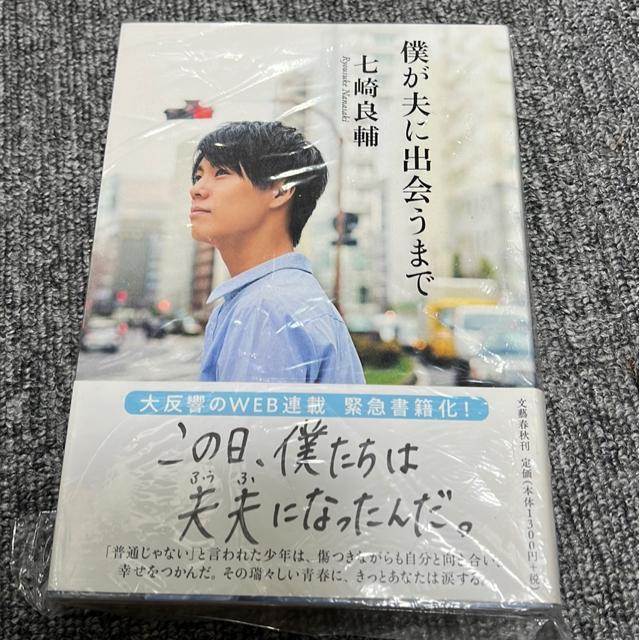 僕が夫に出会うまで
七崎良輔
Ryousuke Nanasaki
大反響のWEB連載 緊急書籍化!
この日、僕たちは
ふうふ
夫夫になったんだ。
「普通じゃない」と言われた少年は、傷つきながらも自分と向き合い、
幸せをつかんだ。その瑞々しい青春に、きっとあなたは涙する。
文藝春秋刊 定価(本体1300円+税)